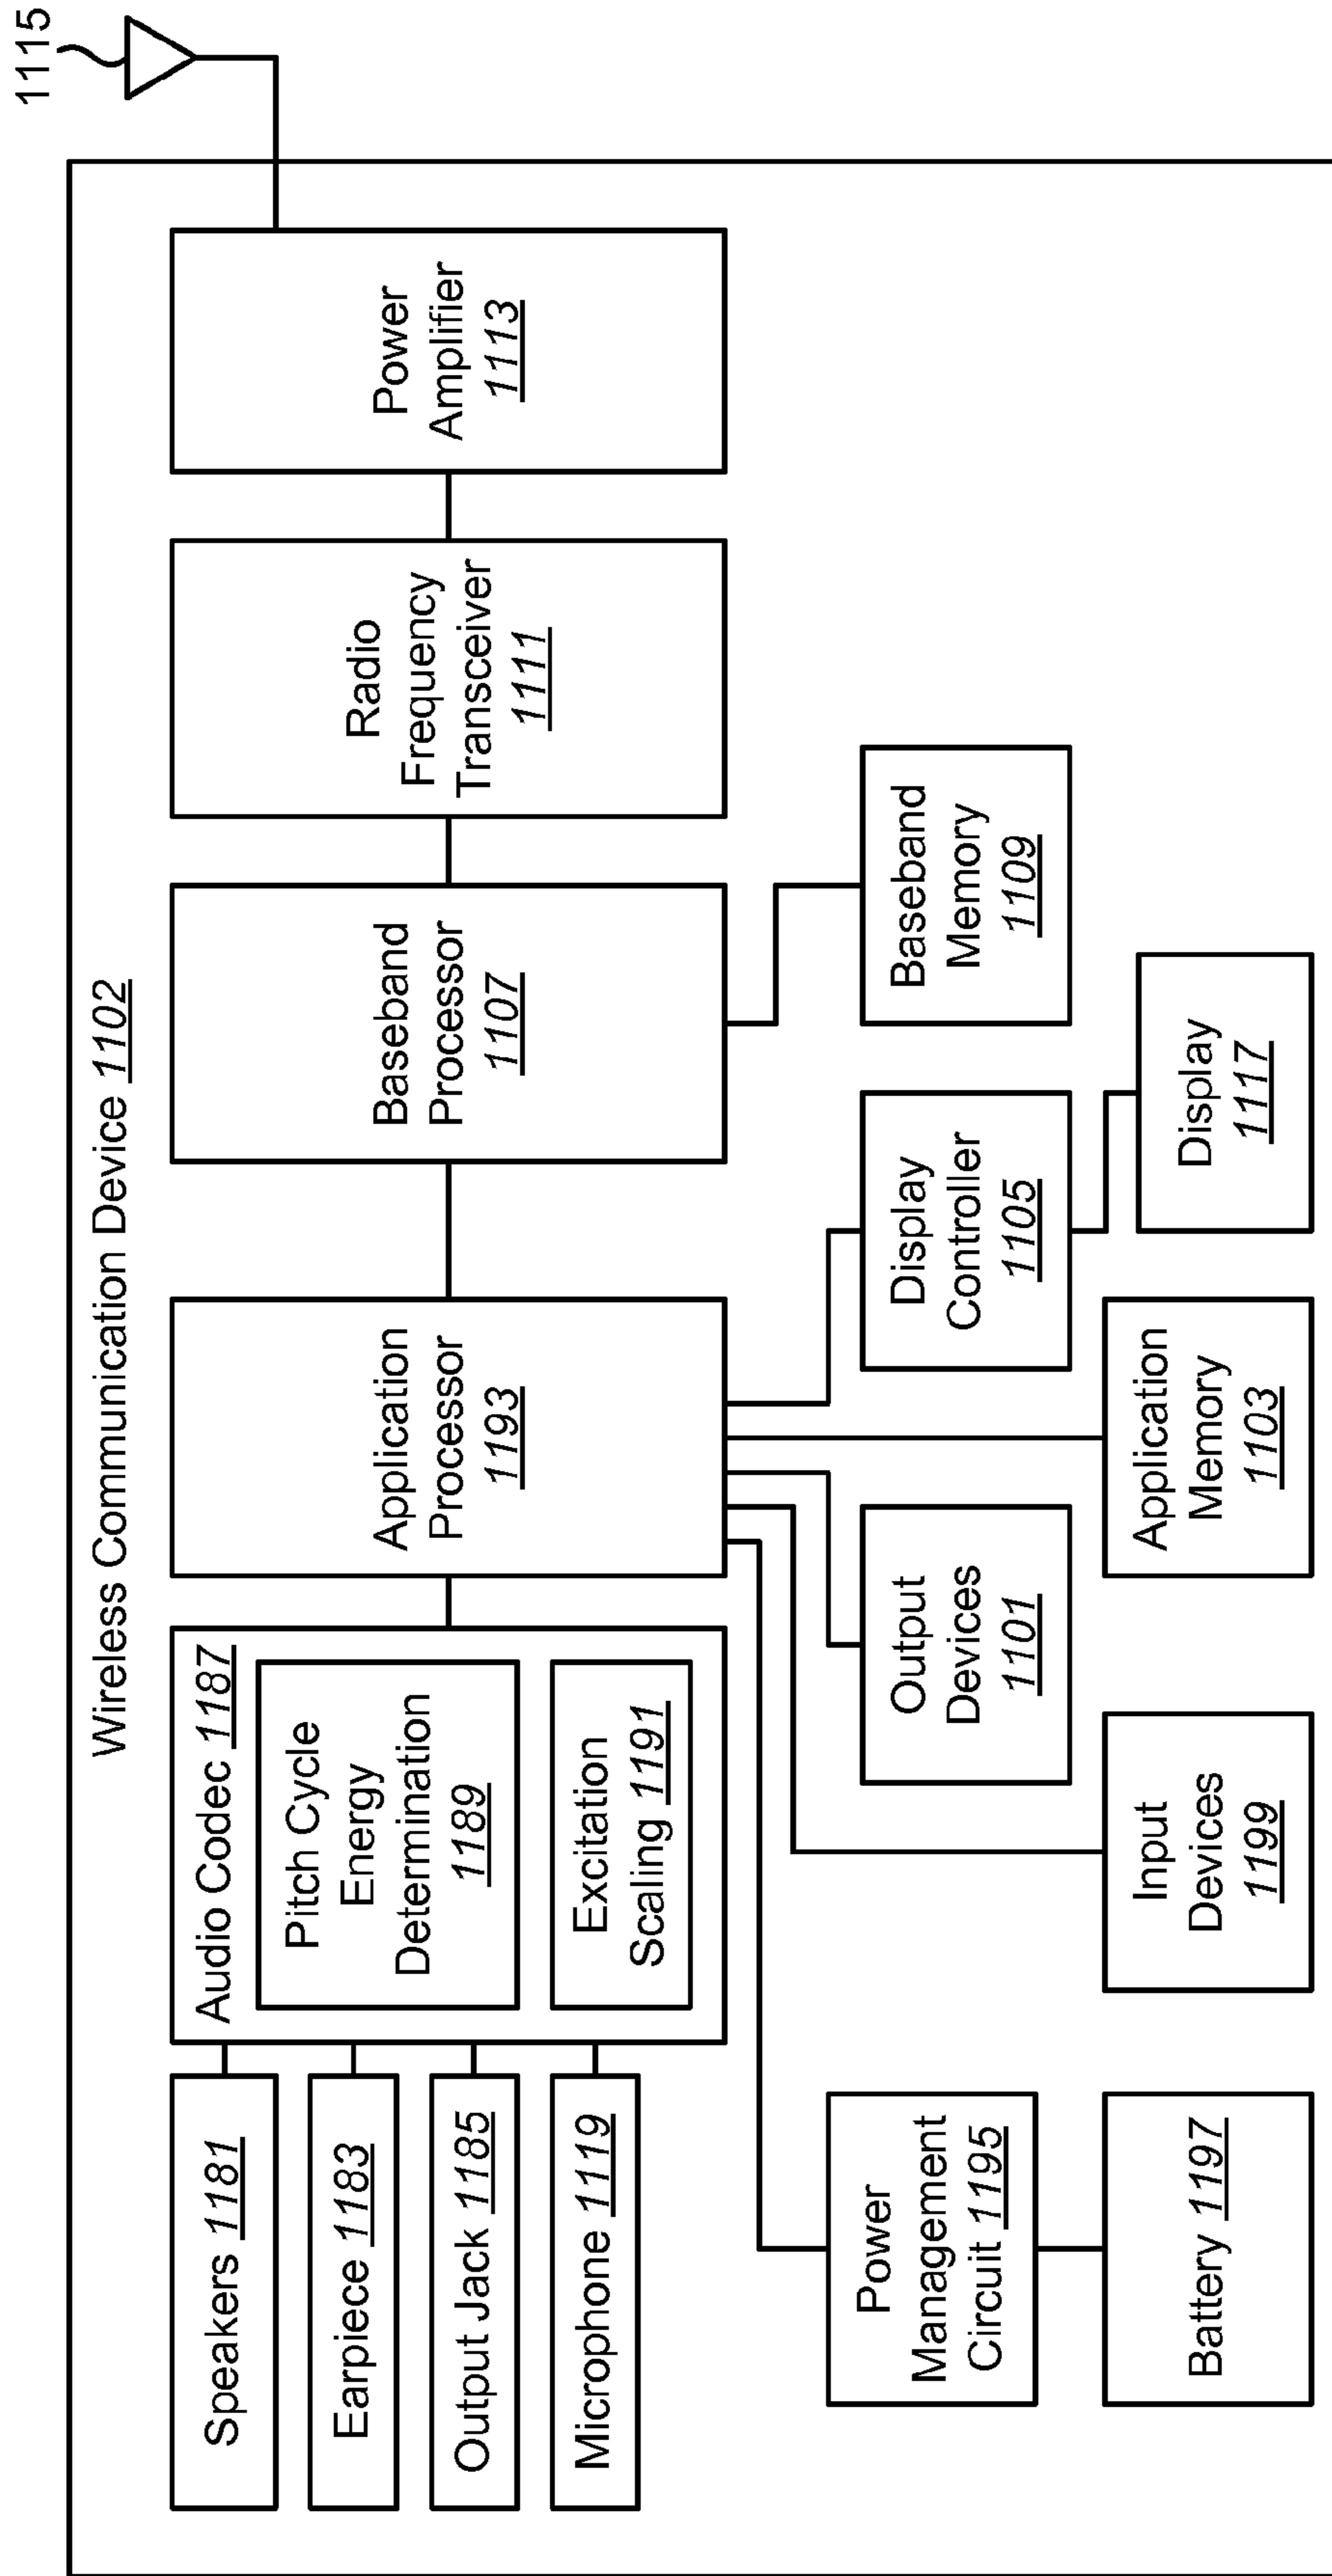 1115
Wireless Communication Device 1102
Speakers 1181
Earpiece 1183
Output Jack 1185
Microphone 1119
Audio Codec 1187
Pitch Cycle
Energy
Determination
1189
Excitation
Scaling 1191
Application
Processor
1193
Baseband
Processor
1107
Radio
Frequency
Transceiver
1111
Power
Amplifier
1113
Power
Management
Circuit 1195
Battery 1197
Input
Devices
1199
Output
Devices
1101
Application
Memory
1103
Display
Controller
1105
Display
1117
Baseband
Memory
1109